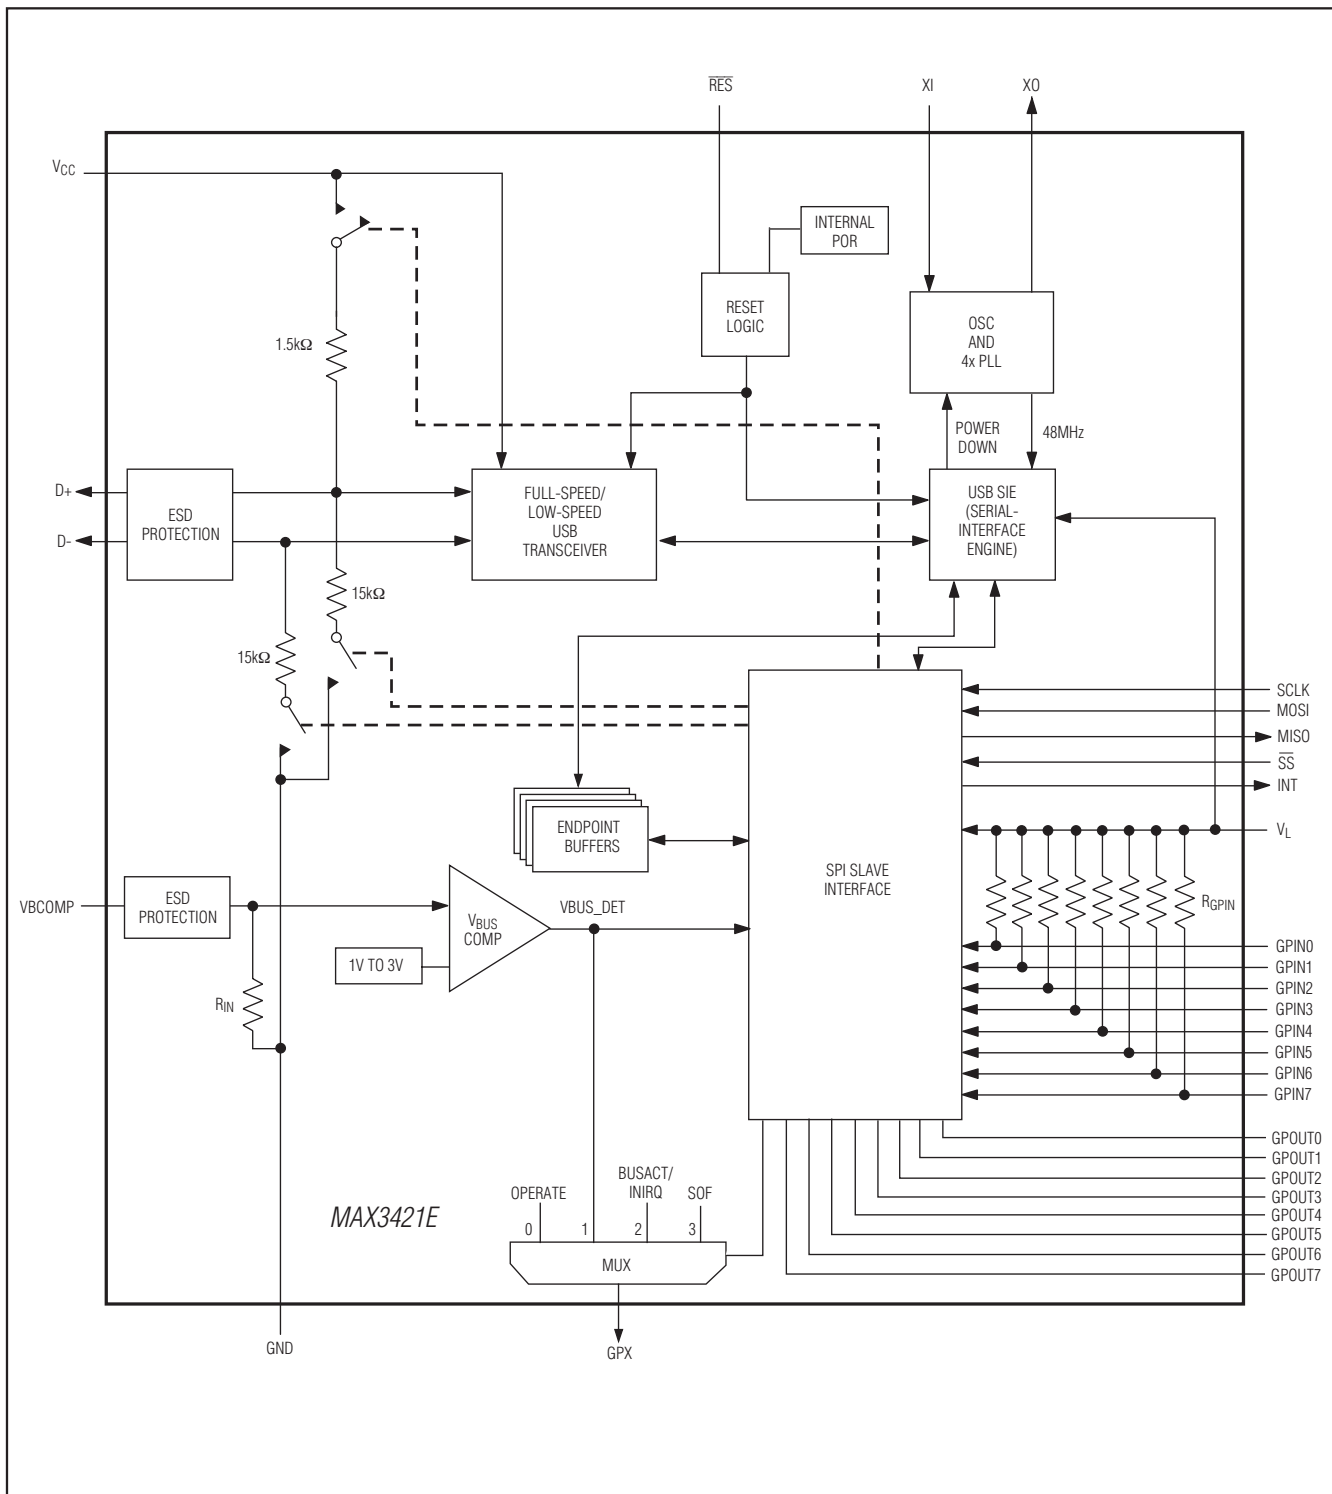 RES
XI
XO
VCC
INTERNAL
POR
RESET
LOGIC
OSC
AND
4x PLL
1.5kΩ
POWER
DOWN
48MHz
D+
D-
ESD
PROTECTION
FULL-SPEED/
LOW-SPEED
USB
TRANSCEIVER
USB SIE
(SERIAL-
INTERFACE
ENGINE)
15kΩ
15kΩ
SCLK
MOSI
MISO
SS
INT
VL
ENDPOINT
BUFFERS
SPI SLAVE
INTERFACE
RGPIN
VBCOMP
ESD
PROTECTION
VBUS
COMP
VBUS_DET
1V TO 3V
RIN
GPIN0
GPIN1
GPIN2
GPIN3
GPIN4
GPIN5
GPIN6
GPIN7
GPOUT0
GPOUT1
GPOUT2
GPOUT3
GPOUT4
GPOUT5
GPOUT6
GPOUT7
OPERATE
BUSACT/
INIRQ
SOF
0
1
2
3
MUX
MAX3421E
GND
GPX